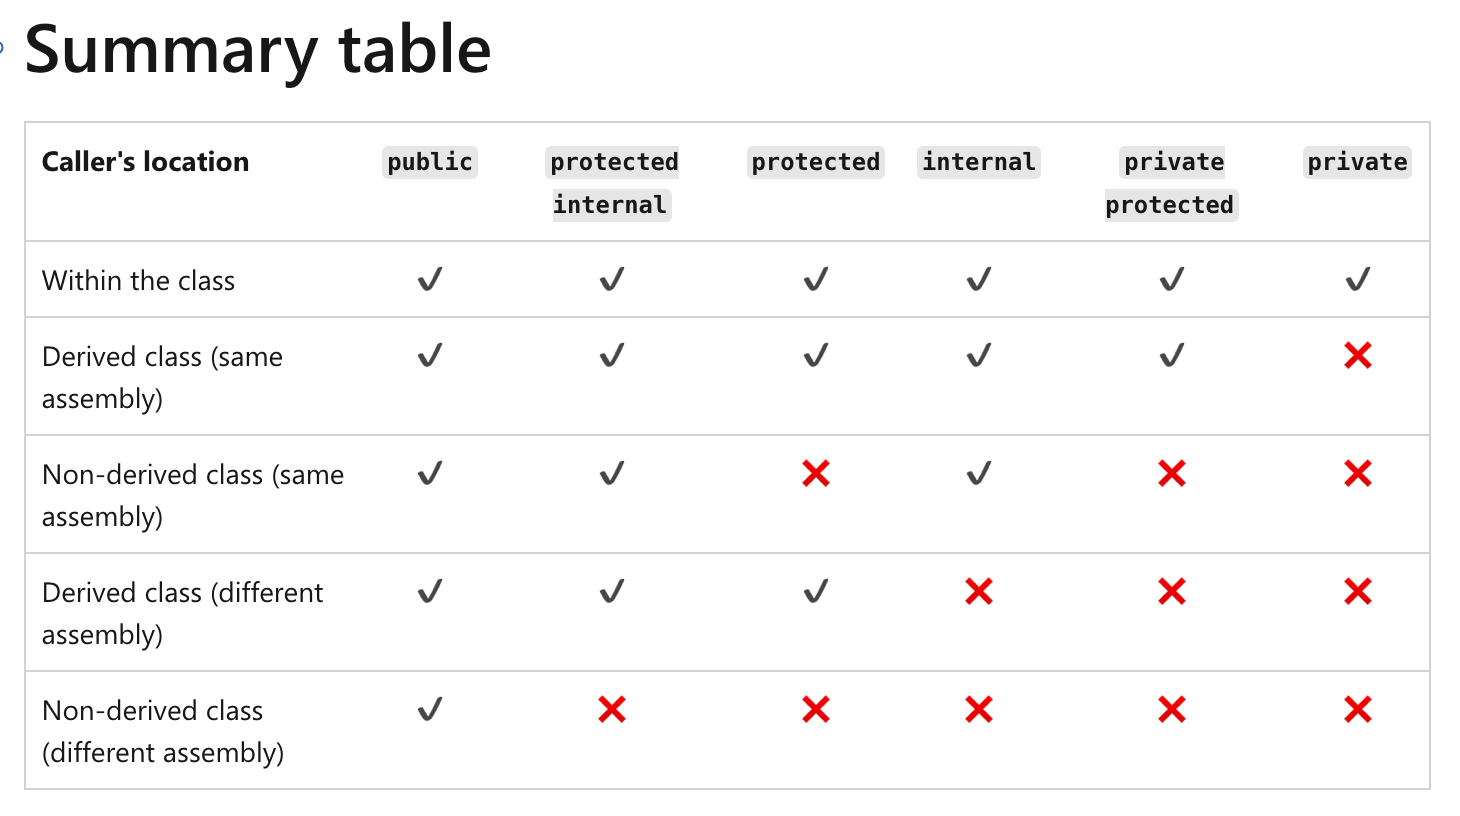 Summary table
Caller's location public protected internal protected internal private protected private
Within the class ✔ ✔ ✔ ✔ ✔ ✔
Derived class (same assembly) ✔ ✔ ✔ ✔ ✔ ❌
Non-derived class (same assembly) ✔ ✔ ❌ ✔ ❌ ❌
Derived class (different assembly) ✔ ✔ ✔ ❌ ❌ ❌
Non-derived class (different assembly) ✔ ❌ ❌ ❌ ❌ ❌